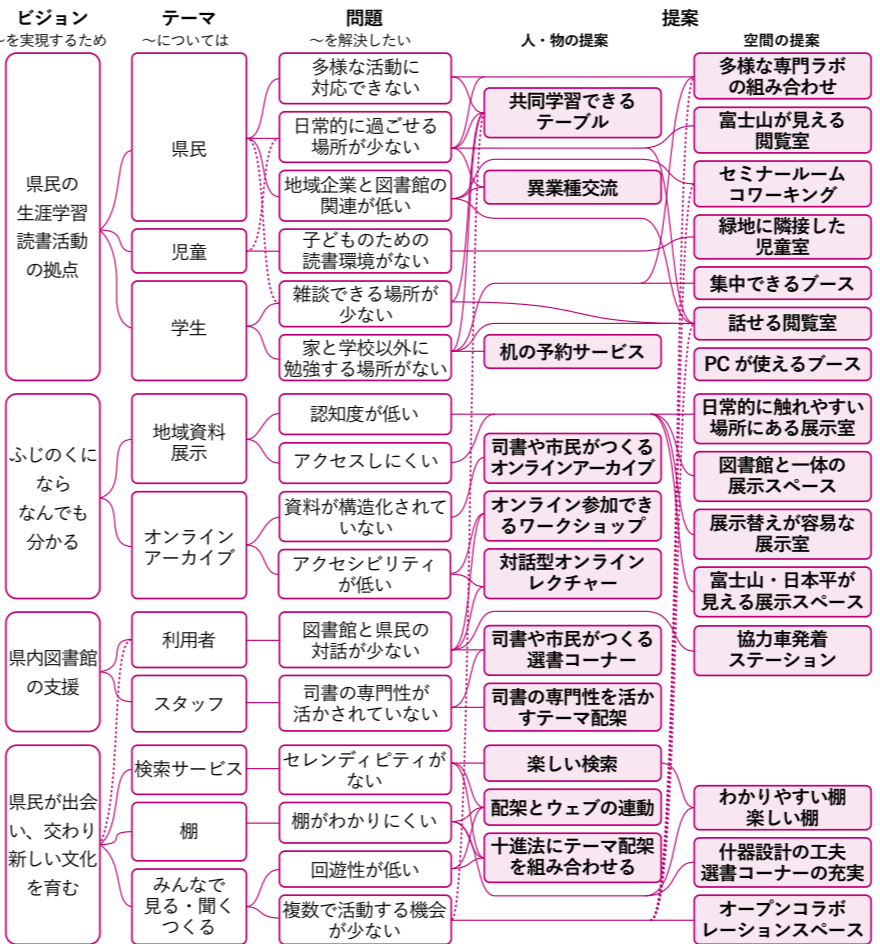 ビジョン
～を実現するため
テーマ
～については
問題
～を解決したい
提案
人・物の提案
空間の提案
県民の
生涯学習
読書活動
の拠点
ふじのくに
なら
なんでも
分かる
県内図書館
の支援
県民が出会
い、交わり
新しい文化
を育む
県民
児童
学生
地域資料
展示
オンライン
アーカイブ
利用者
スタッフ
検索サービス
棚
みんなで
見る・聞く
つくる
多様な活動に
対応できない
日常的に過ごせる
場所が少ない
地域企業と図書館の
関連が低い
子どものための
読書環境がない
雑談できる場所が
少ない
家と学校以外に
勉強する場所がない
認知度が低い
アクセスしにくい
資料が構造化されて
いない
アクセシビリティ
が低い
図書館と県民の
対話が少ない
司書の専門性が
活かされていない
セレンディピティが
ない
棚がわかりにくい
回遊性が低い
複数で活動する機会
が少ない
共同学習できる
テーブル
異業種交流
机の予約サービス
司書や市民がつくる
オンラインアーカイブ
オンライン参加でき
るワークショップ
対話型オンライン
レクチャー
司書や市民がつくる
選書コーナー
司書の専門性を活か
すテーマ配架
楽しい検索
配架とウェブの連動
十進法にテーマ配架
を組み合わせる
多様な専門ラボ
の組み合わせ
富士山が見える
閲覧室
セミナールーム
コワーキング
緑地に隣接した
児童室
集中できるブース
話せる閲覧室
PC が使えるブース
日常的に触れやすい
場所にある展示室
図書館と一体の
展示スペース
展示替えが容易な
展示室
富士山・日本平が
見える展示スペース
協力車発着
ステーション
わかりやすい棚
楽しい棚
什器設計の工夫
選書コーナーの充実
オープンコラボ
レーションスペース